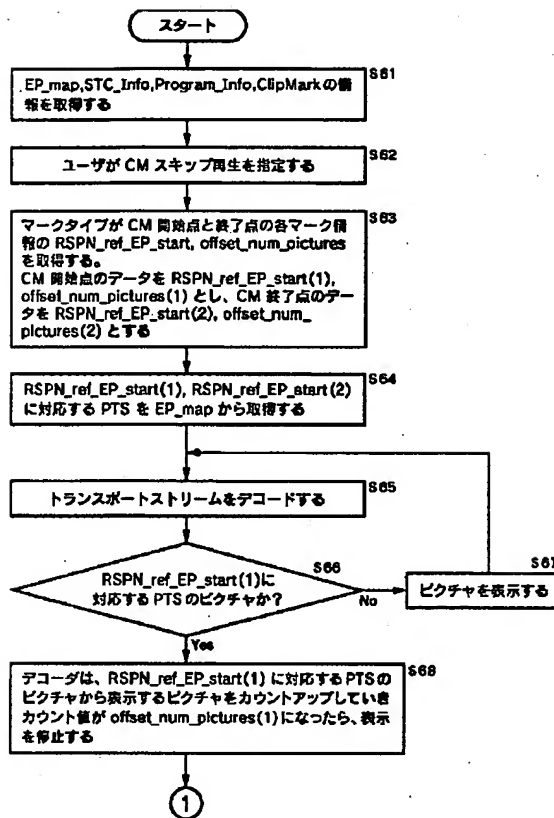 スタート
EP_map,STC_Info,Program_Info,ClipMarkの情
報を取得する
S61
ユーザが CM スキップ再生を指定する
S62
マークタイプが CM 開始点と終了点の各マーク情
報の RSPN_ref_EP_start, offset_num_pictures
を取得する。
CM 開始点のデータを RSPN_ref_EP_start(1),
offset_num_pictures(1) とし、CM 終了点のデー
タを RSPN_ref_EP_start(2), offset_num_
pictures(2) とする
S63
RSPN_ref_EP_start(1), RSPN_ref_EP_start(2)
に対応する PTS を EP_map から取得する
S64
トランスポートストリームをデコードする
S65
RSPN_ref_EP_start(1)に
対応する PTS のピクチャか?
S66
No
ピクチャを表示する
S67
Yes
デコーダは、RSPN_ref_EP_start(1) に対応するPTSの
ピクチャから表示するピクチャをカウントアップしていき
カウント値が offset_num_pictures(1)になったら、表示
を停止する
S68
1